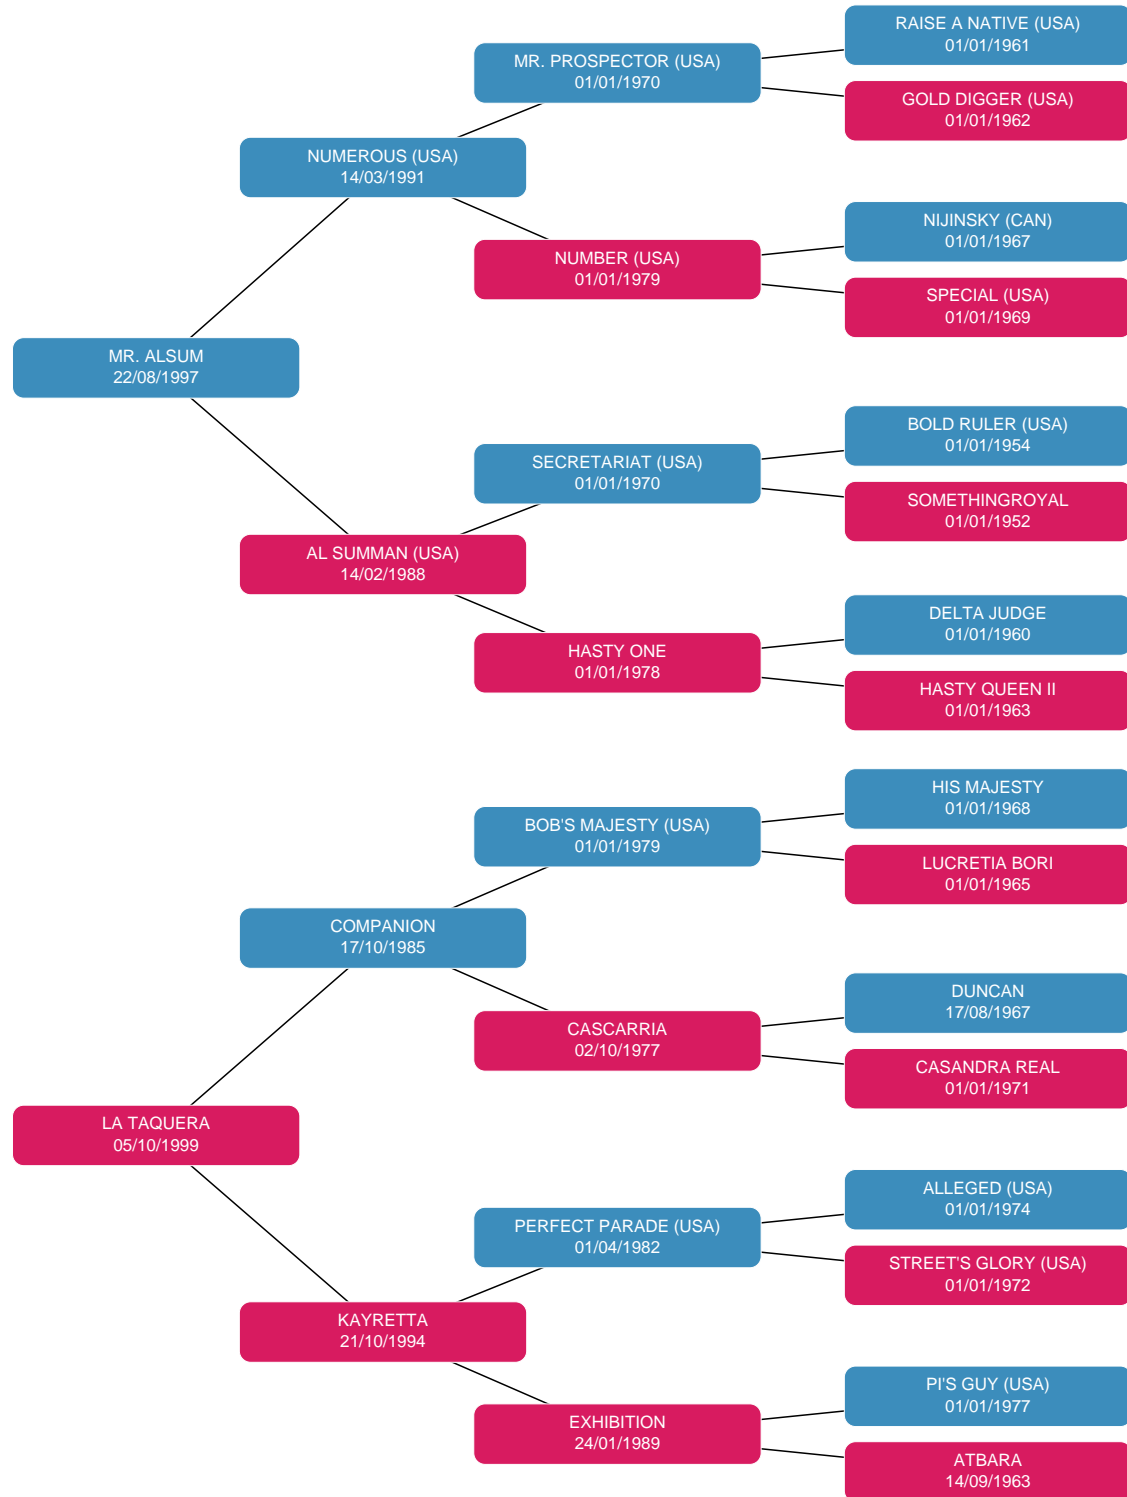 RAISE A NATIVE (USA)
01/01/1961
MR. PROSPECTOR (USA)
01/01/1970
GOLD DIGGER (USA)
01/01/1962
NUMEROUS (USA)
14/03/1991
NIJINSKY (CAN)
01/01/1967
NUMBER (USA)
01/01/1979
SPECIAL (USA)
01/01/1969
MR. ALSUM
22/08/1997
BOLD RULER (USA)
01/01/1954
SECRETARIAT (USA)
01/01/1970
SOMETHINGROYAL
01/01/1952
AL SUMMAN (USA)
14/02/1988
DELTA JUDGE
01/01/1960
HASTY ONE
01/01/1978
HASTY QUEEN II
01/01/1963
HIS MAJESTY
01/01/1968
BOB'S MAJESTY (USA)
01/01/1979
LUCRETIA BORI
01/01/1965
COMPANION
17/10/1985
DUNCAN
17/08/1967
CASCARRIA
02/10/1977
CASANDRA REAL
01/01/1971
LA TAQUERA
05/10/1999
ALLEGED (USA)
01/01/1974
PERFECT PARADE (USA)
01/04/1982
STREET'S GLORY (USA)
01/01/1972
KAYRETTA
21/10/1994
PI'S GUY (USA)
01/01/1977
EXHIBITION
24/01/1989
ATBARA
14/09/1963